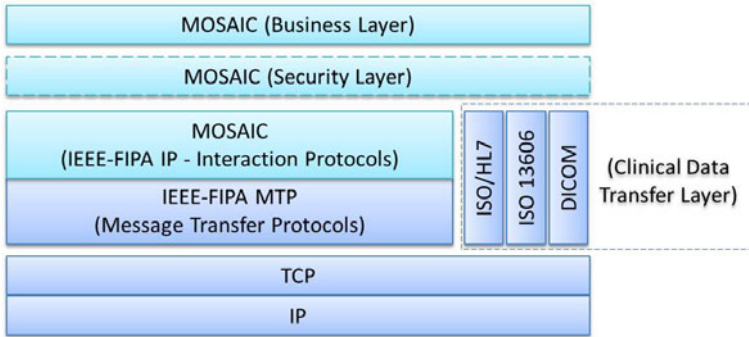 MOSAIC (Business Layer)
MOSAIC (Security Layer)
MOSAIC
(IEEE-FIPA IP - Interaction Protocols)
IEEE-FIPA MTP
(Message Transfer Protocols)
ISO/HL7
ISO 13606
DICOM
(Clinical Data
Transfer Layer)
TCP
IP